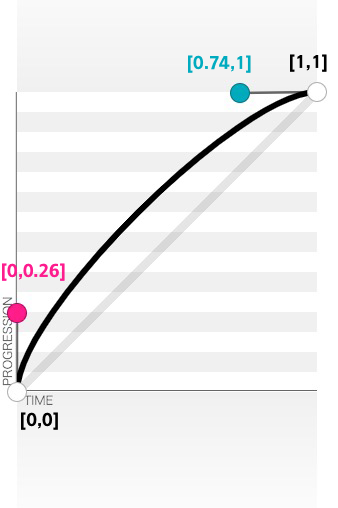 [0.74,1]
[1,1]
[0,0.26]
PROGRESSION
TIME
[0,0]